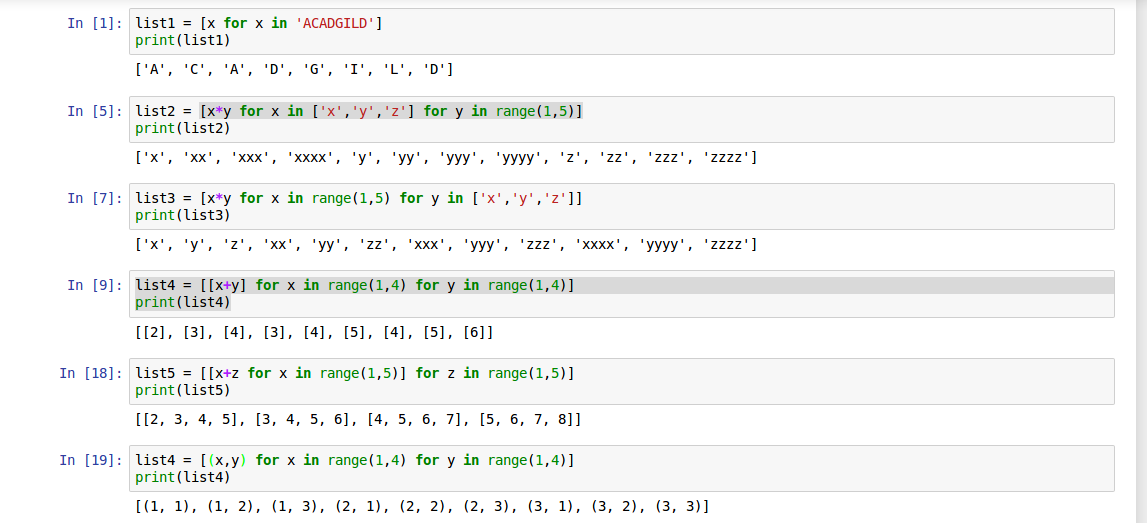 In [1]: list1 = [x for x in 'ACADGILD']
print(list1)
['A', 'C', 'A', 'D', 'G', 'I', 'L', 'D']
In [5]: list2 = [x*y for x in ['x','y','z'] for y in range(1,5)]
print(list2)
['x', 'xx', 'xxx', 'xxxx', 'y', 'yy', 'yyy', 'yyyy', 'z', 'zz', 'zzz', 'zzzz']
In [7]: list3 = [x*y for x in range(1,5) for y in ['x','y','z']]
print(list3)
['x', 'y', 'z', 'xx', 'yy', 'zz', 'xxx', 'yyy', 'zzz', 'xxxx', 'yyyy', 'zzzz']
In [9]: list4 = [[x+y] for x in range(1,4) for y in range(1,4)]
print(list4)
[[2], [3], [4], [3], [4], [5], [4], [5], [6]]
In [18]: list5 = [[x+z for x in range(1,5)] for z in range(1,5)]
print(list5)
[[2, 3, 4, 5], [3, 4, 5, 6], [4, 5, 6, 7], [5, 6, 7, 8]]
In [19]: list4 = [(x,y) for x in range(1,4) for y in range(1,4)]
print(list4)
[(1, 1), (1, 2), (1, 3), (2, 1), (2, 2), (2, 3), (3, 1), (3, 2), (3, 3)]